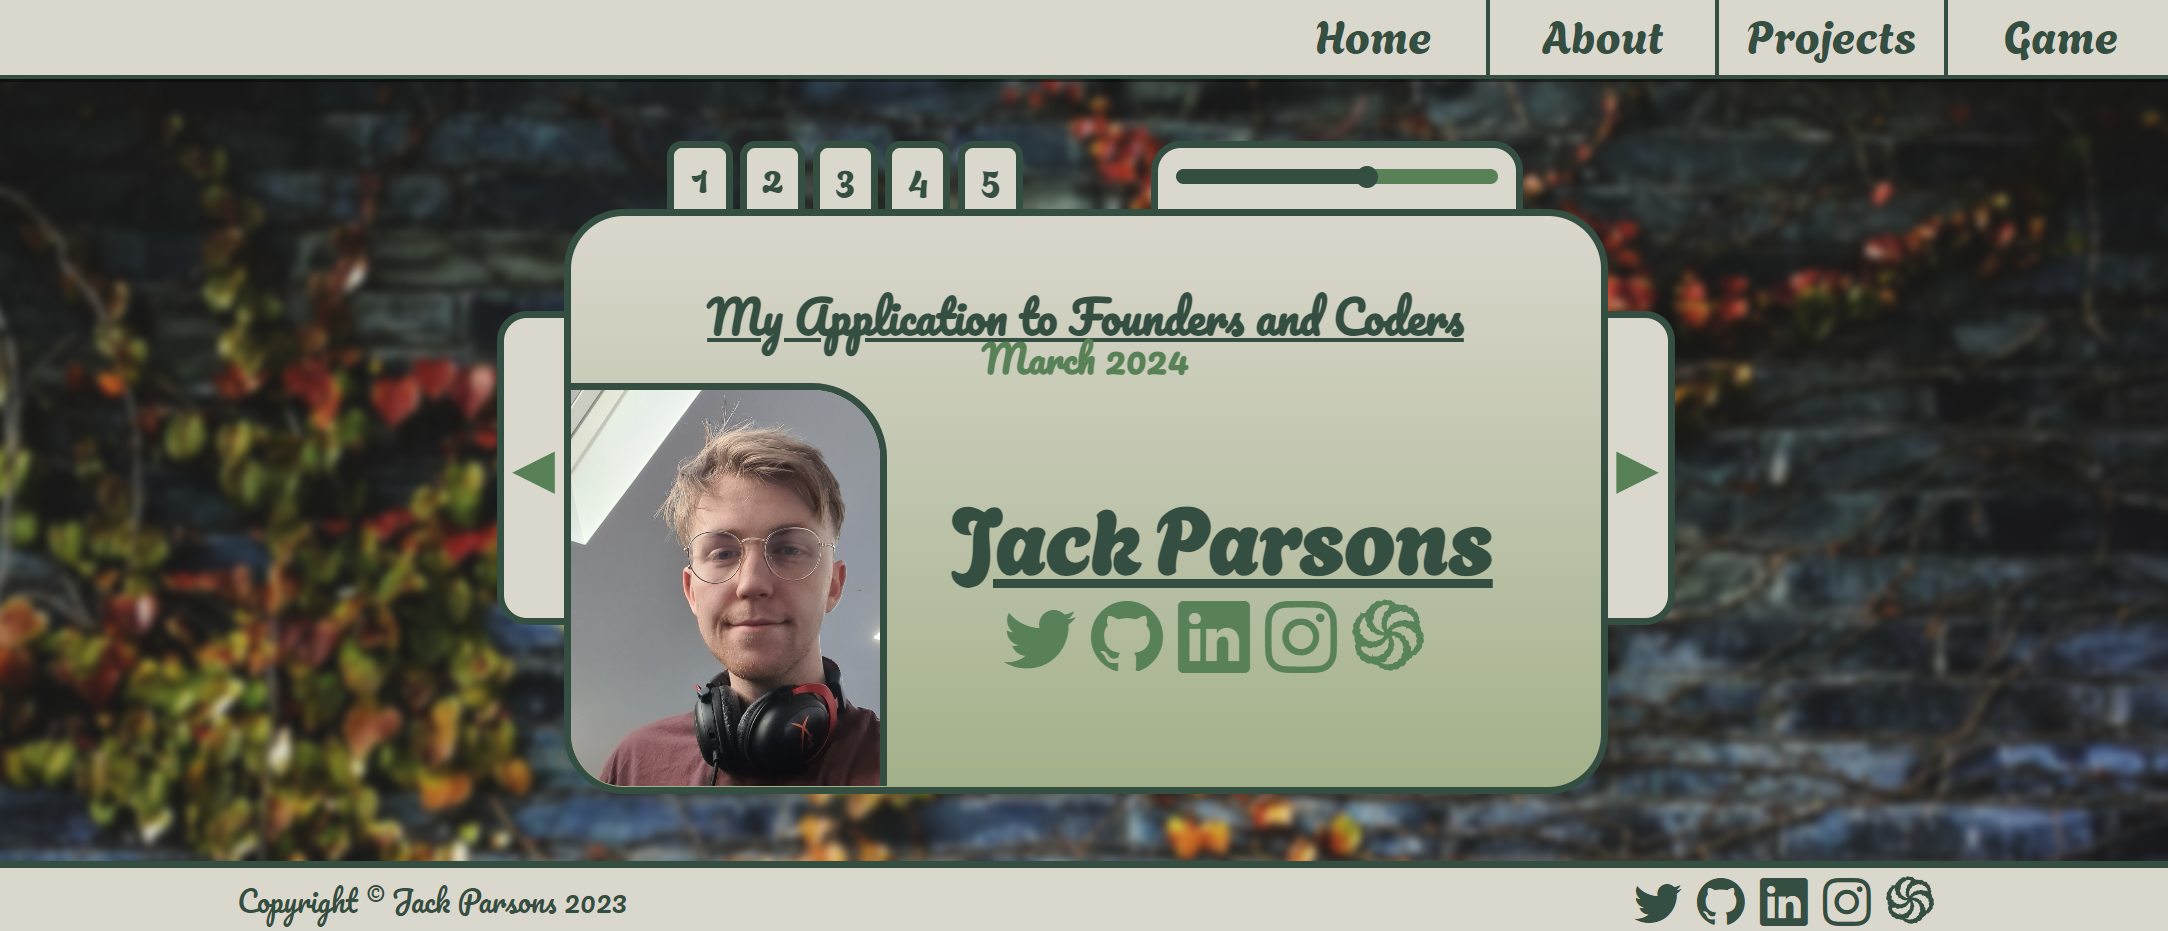 Home About Projects Game
1 2 3 4 5
My Application to Founders and Coders
March 2024
Jack Parsons
Copyright © Jack Parsons 2023